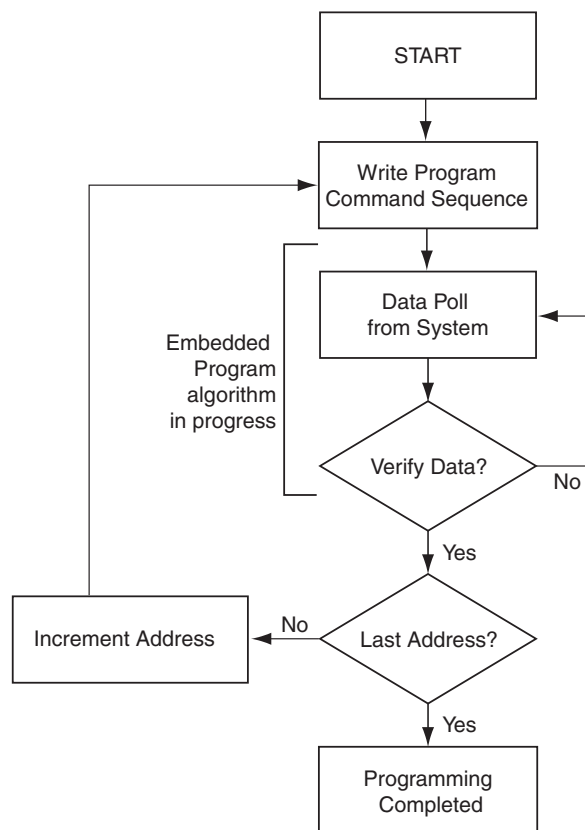 START
Write Program
Command Sequence
Data Poll
from System
Embedded
Program
algorithm
in progress
Verify Data?
No
Yes
Last Address?
No
Increment Address
Yes
Programming
Completed